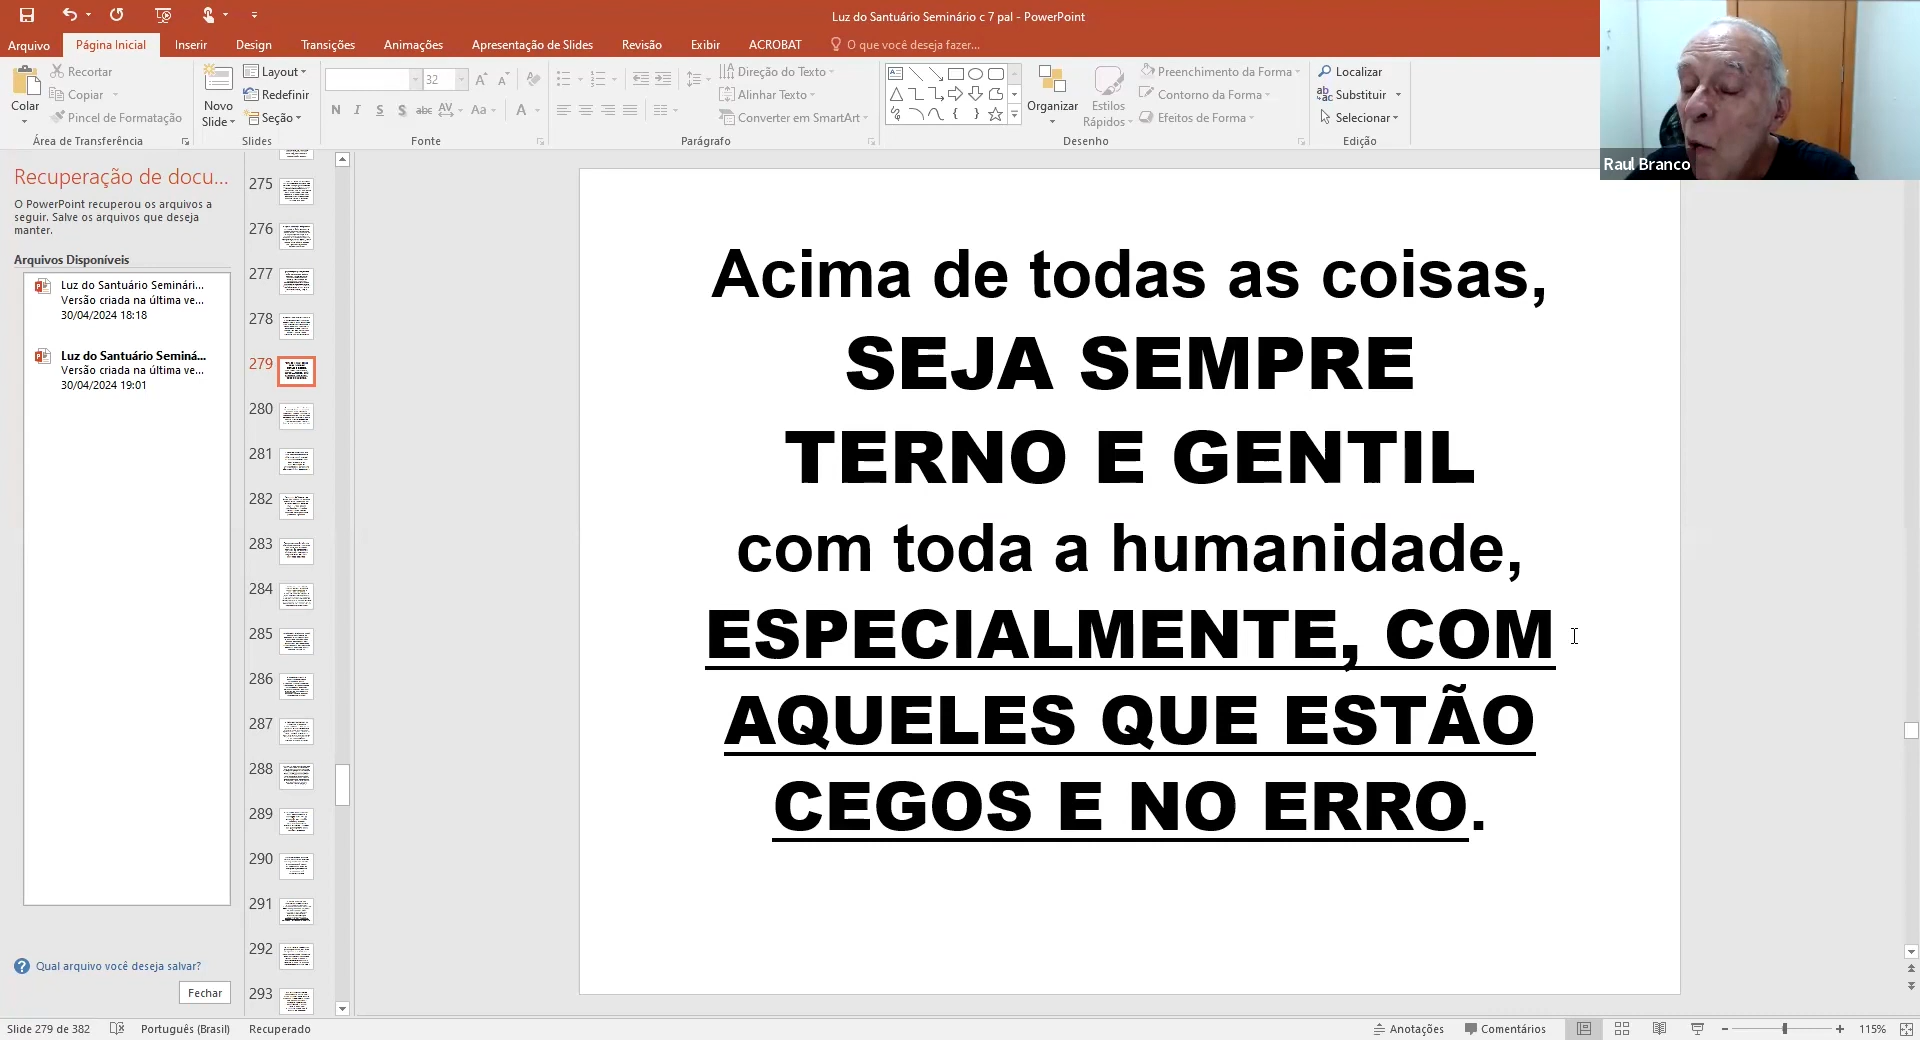 Luz do Santuário Seminário c 7 pal - PowerPoint
Arquivo Página Inicial Inserir Design Transições Animações Apresentação de Slides Revisão Exibir ACROBAT O que você deseja fazer...
Colar
Recortar
Copiar
Pincel de Formatação
Área de Transferência
Novo
Slide
Layout
Redefinir
Seção
Slides
32
N I S S abc AV Aa A
Fonte
Direção do Texto
Alinhar Texto
Converter em SmartArt
Parágrafo
Organizar
Estilos
Rápidos
Preenchimento da Forma
Contorno da Forma
Efeitos de Forma
Desenho
Localizar
Substituir
Selecionar
Edição
Raul Branco
Recuperação de docu...
O PowerPoint recuperou os arquivos a
seguir. Salve os arquivos que deseja
manter.
Arquivos Disponíveis
Luz do Santuário Seminári...
Versão criada na última ve...
30/04/2024 18:18
Luz do Santuário Seminá...
Versão criada na última ve...
30/04/2024 19:01
Qual arquivo você deseja salvar?
Fechar
275
276
277
278
279
280
281
282
283
284
285
286
287
288
289
290
291
292
293
Acima de todas as coisas,
SEJA SEMPRE
TERNO E GENTIL
com toda a humanidade,
ESPECIALMENTE, COM
AQUELES QUE ESTÃO
CEGOS E NO ERRO.
Slide 279 de 382 Português (Brasil) Recuperado Anotações Comentários 115%